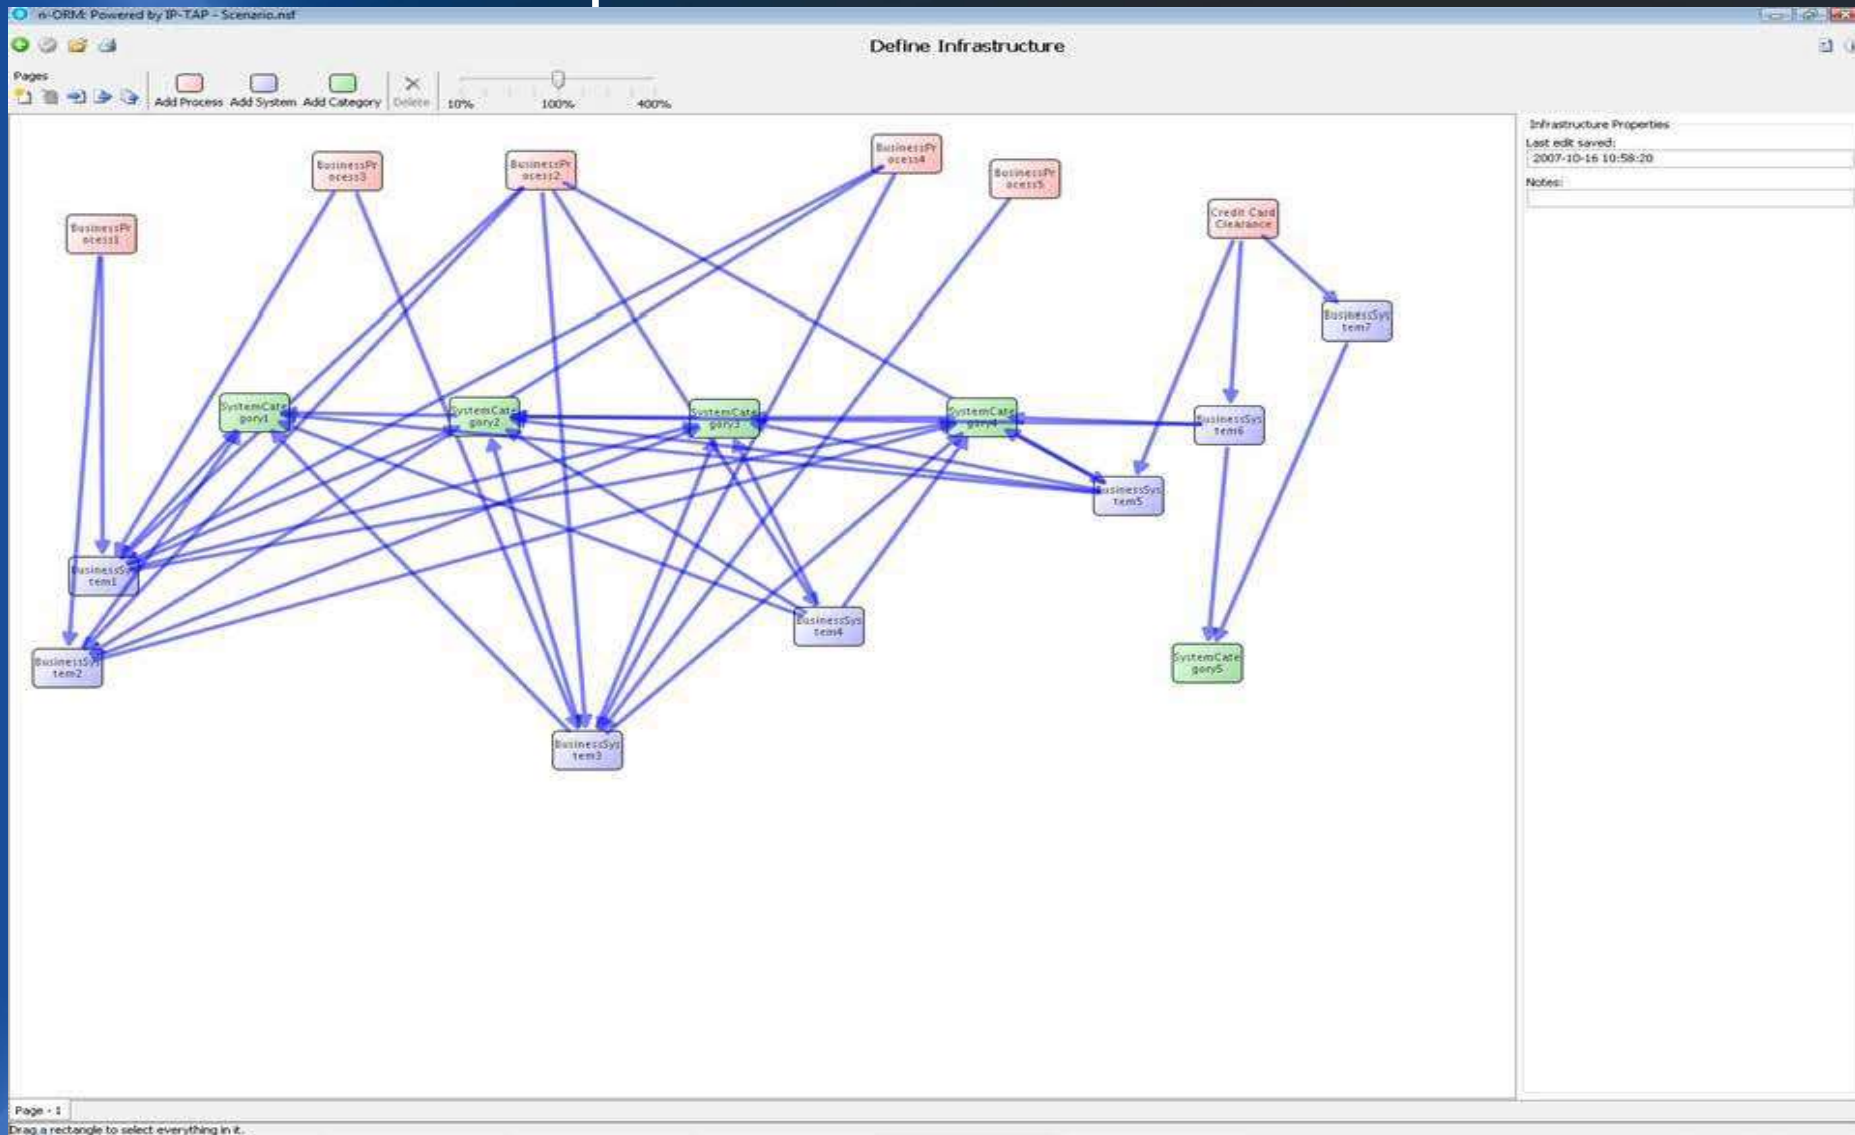 n-ORM: Powered by IP-TAP - Scenario.nsf
Define Infrastructure
Pages
Add Process Add System Add Category Delete
10% 100% 400%
Infrastructure Properties
Last edit saved:
2007-10-16 10:58:20
Notes:
BusinessPr
ocess4
BusinessPr
ocess3
BusinessPr
ocess2
BusinessPr
ocess5
Credit Card
Clearance
BusinessPr
ocess1
BusinessSys
tem7
SystemCate
gory1
SystemCate
gory2
SystemCate
gory3
SystemCate
gory4
BusinessSys
tem6
BusinessSys
tem5
BusinessSys
tem1
BusinessSys
tem4
BusinessSys
tem2
SystemCate
gory5
BusinessSys
tem3
Page - 1
Drag a rectangle to select everything in it.